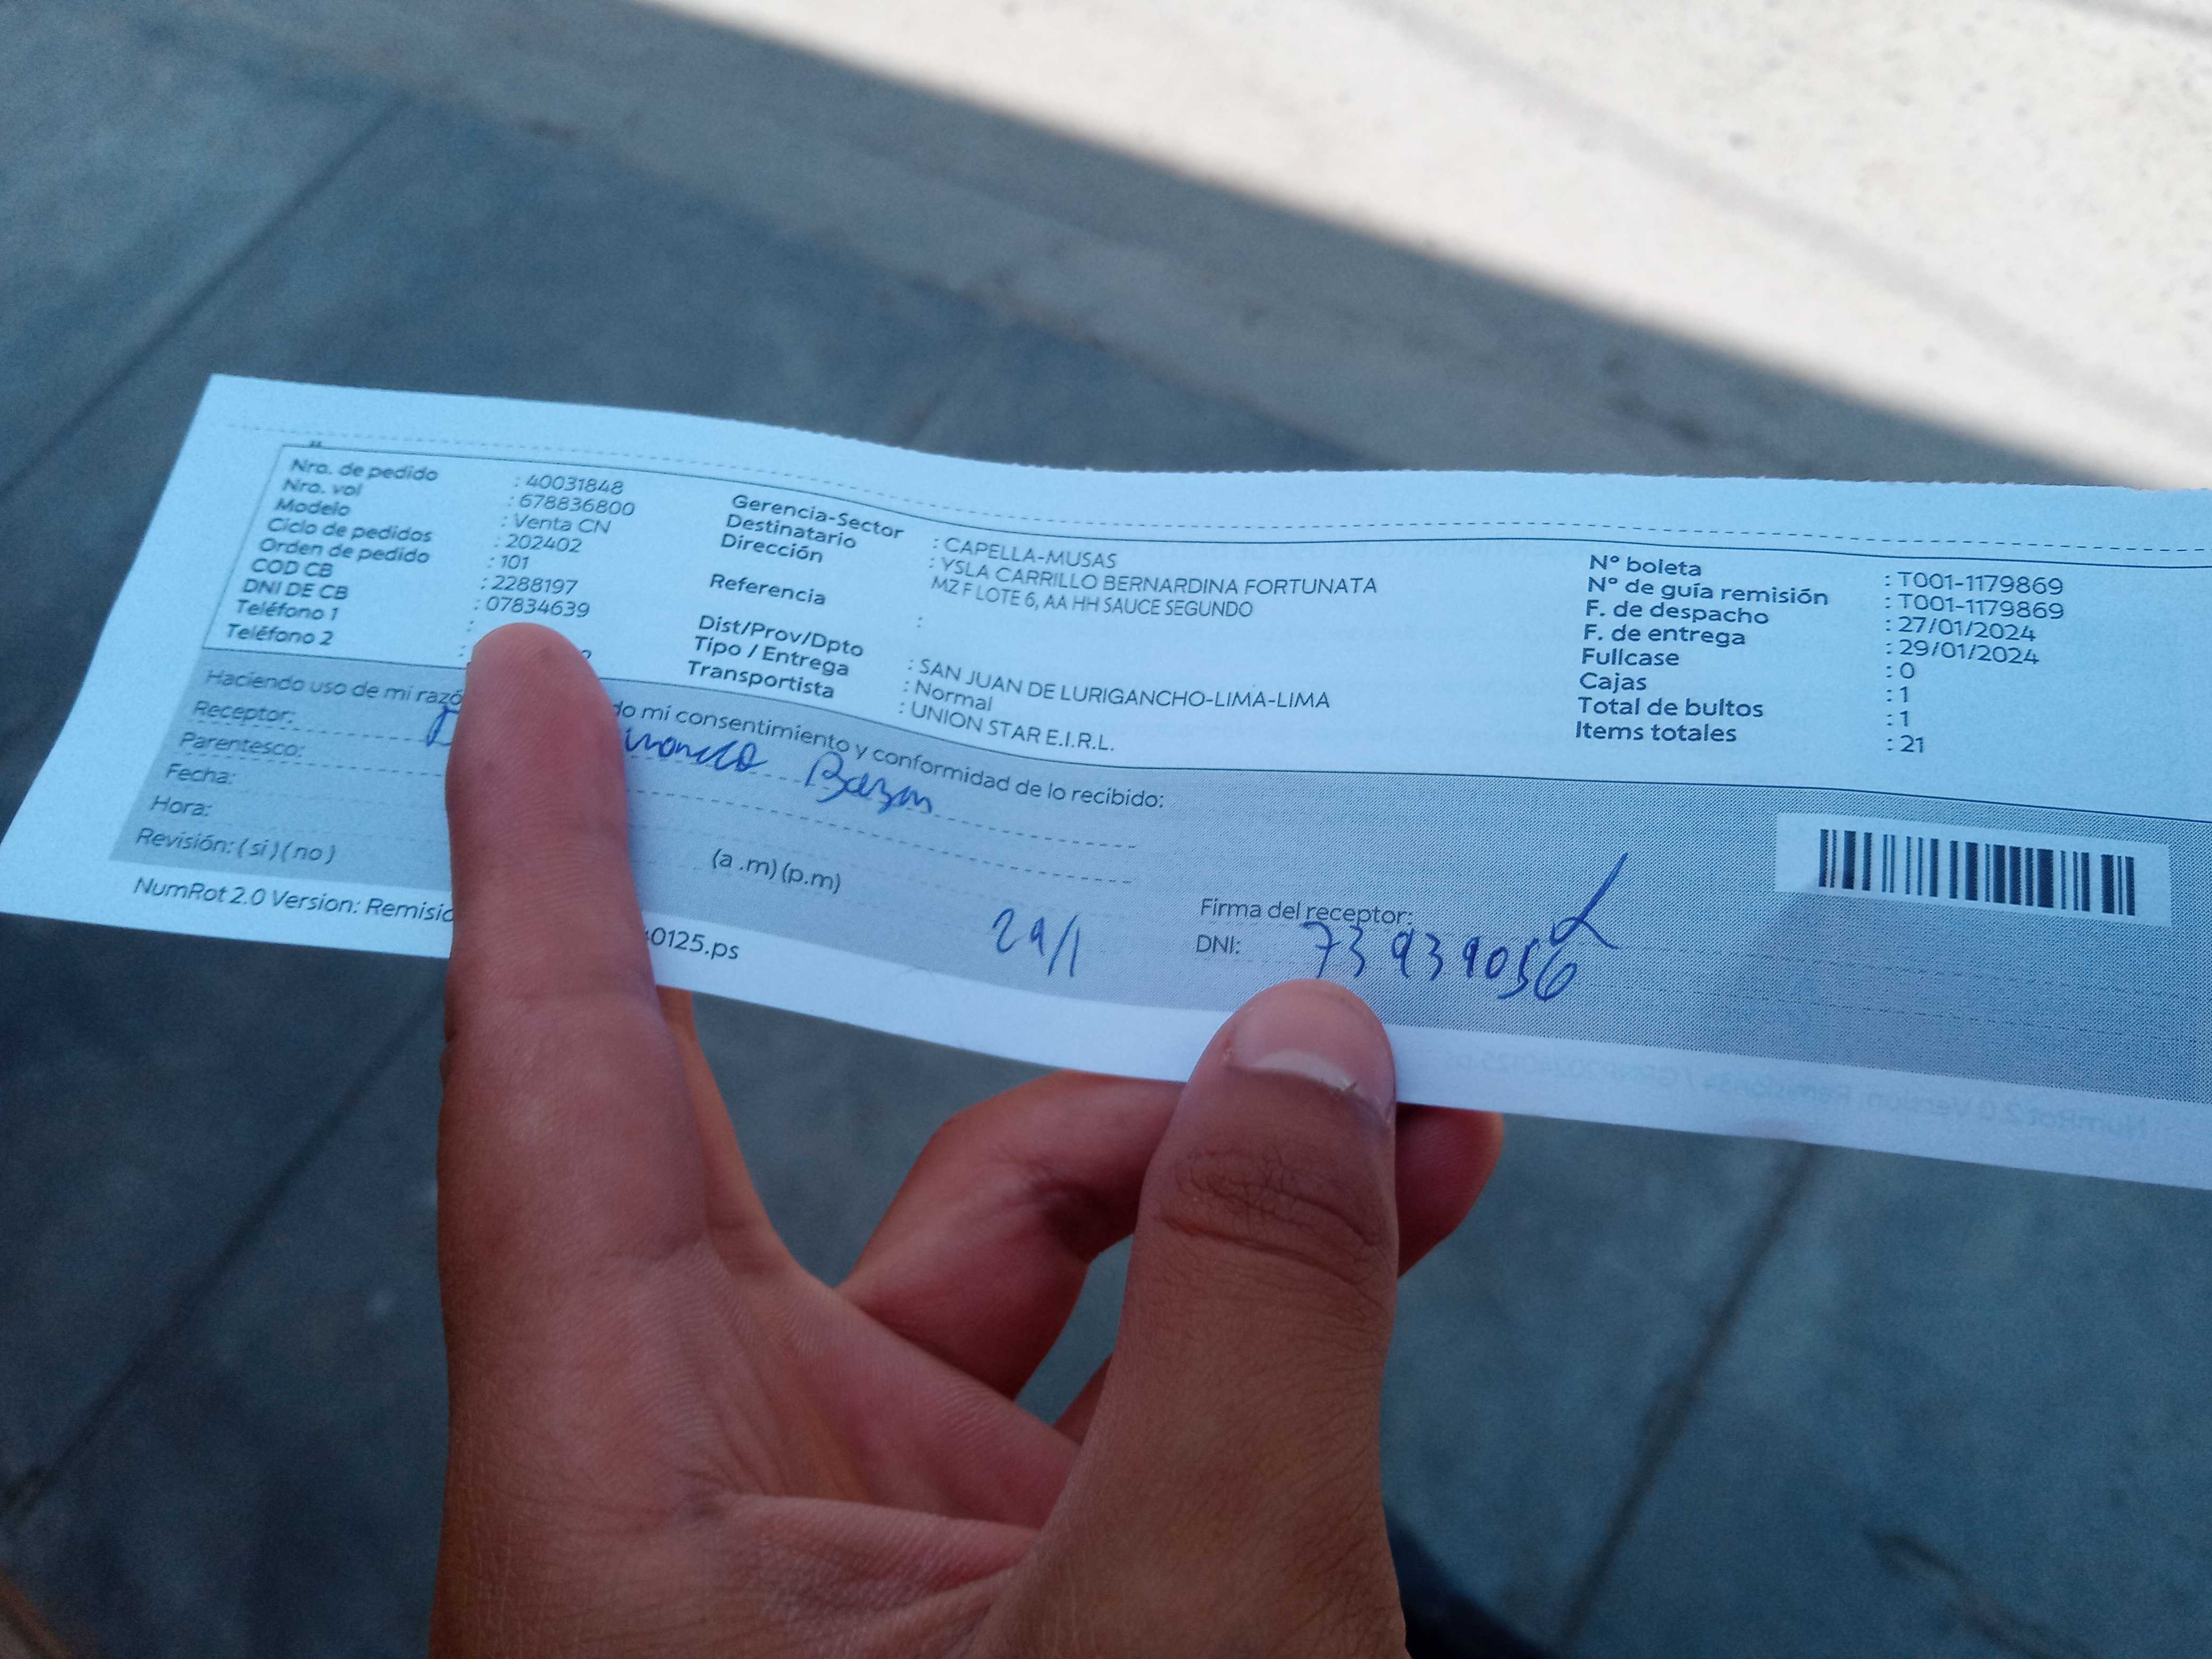 Nro. de pedido : 40031848
Nro. vol : 678836800
Modelo : Venta CN
Ciclo de pedidos : 202402
Orden de pedido : 101
COD CB : 2288197
DNI DE CB : 07834639
Teléfono 1 :
Teléfono 2 :
Gerencia-Sector : CAPELLA-MUSAS
Destinatario : YSLA CARRILLO BERNARDINA FORTUNATA
Dirección MZ F LOTE 6, AA HH SAUCE SEGUNDO
Referencia :
Dist/Prov/Dpto : SAN JUAN DE LURIGANCHO-LIMA-LIMA
Tipo / Entrega : Normal
Transportista : UNION STAR E.I.R.L.
N° boleta : T001-1179869
N° de guía remisión : T001-1179869
F. de despacho : 27/01/2024
F. de entrega : 29/01/2024
Fullcase : 0
Cajas : 1
Total de bultos : 1
Items totales : 21
Haciendo uso de mi mi consentimiento y conformidad de lo recibido:
Receptor: Bazan
Parentesco:
Fecha:
Hora: (a .m) (p.m)
Revisión: ( si ) ( no )
29/1
Firma del receptor:
DNI: 73939056
NumRot 2.0 Version: 0125.ps